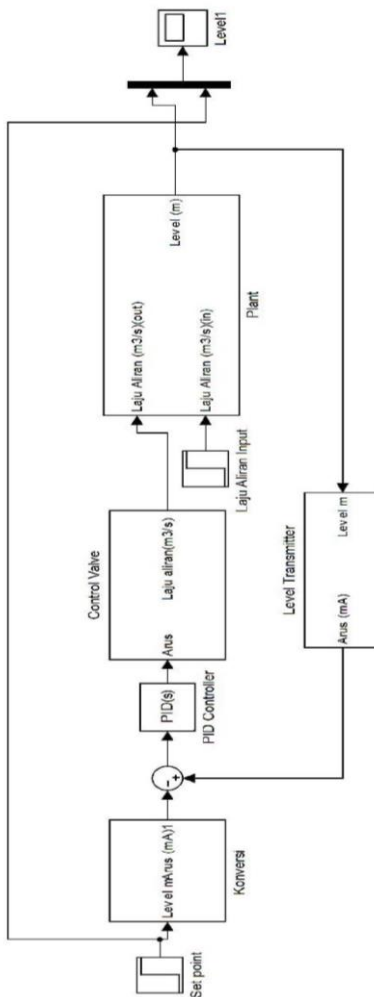 Set point
Level mArus (mA)1
Konversi
-
+
PID(s)
PID Controller
Control Valve
Arus
Laju aliran(m3/s)
Laju Aliran Input
Laju Aliran (m3/s)(out)
Laju Aliran (m3/s)(in)
Level (m)
Plant
Level1
Level Transmitter
Arus (mA)
Level m